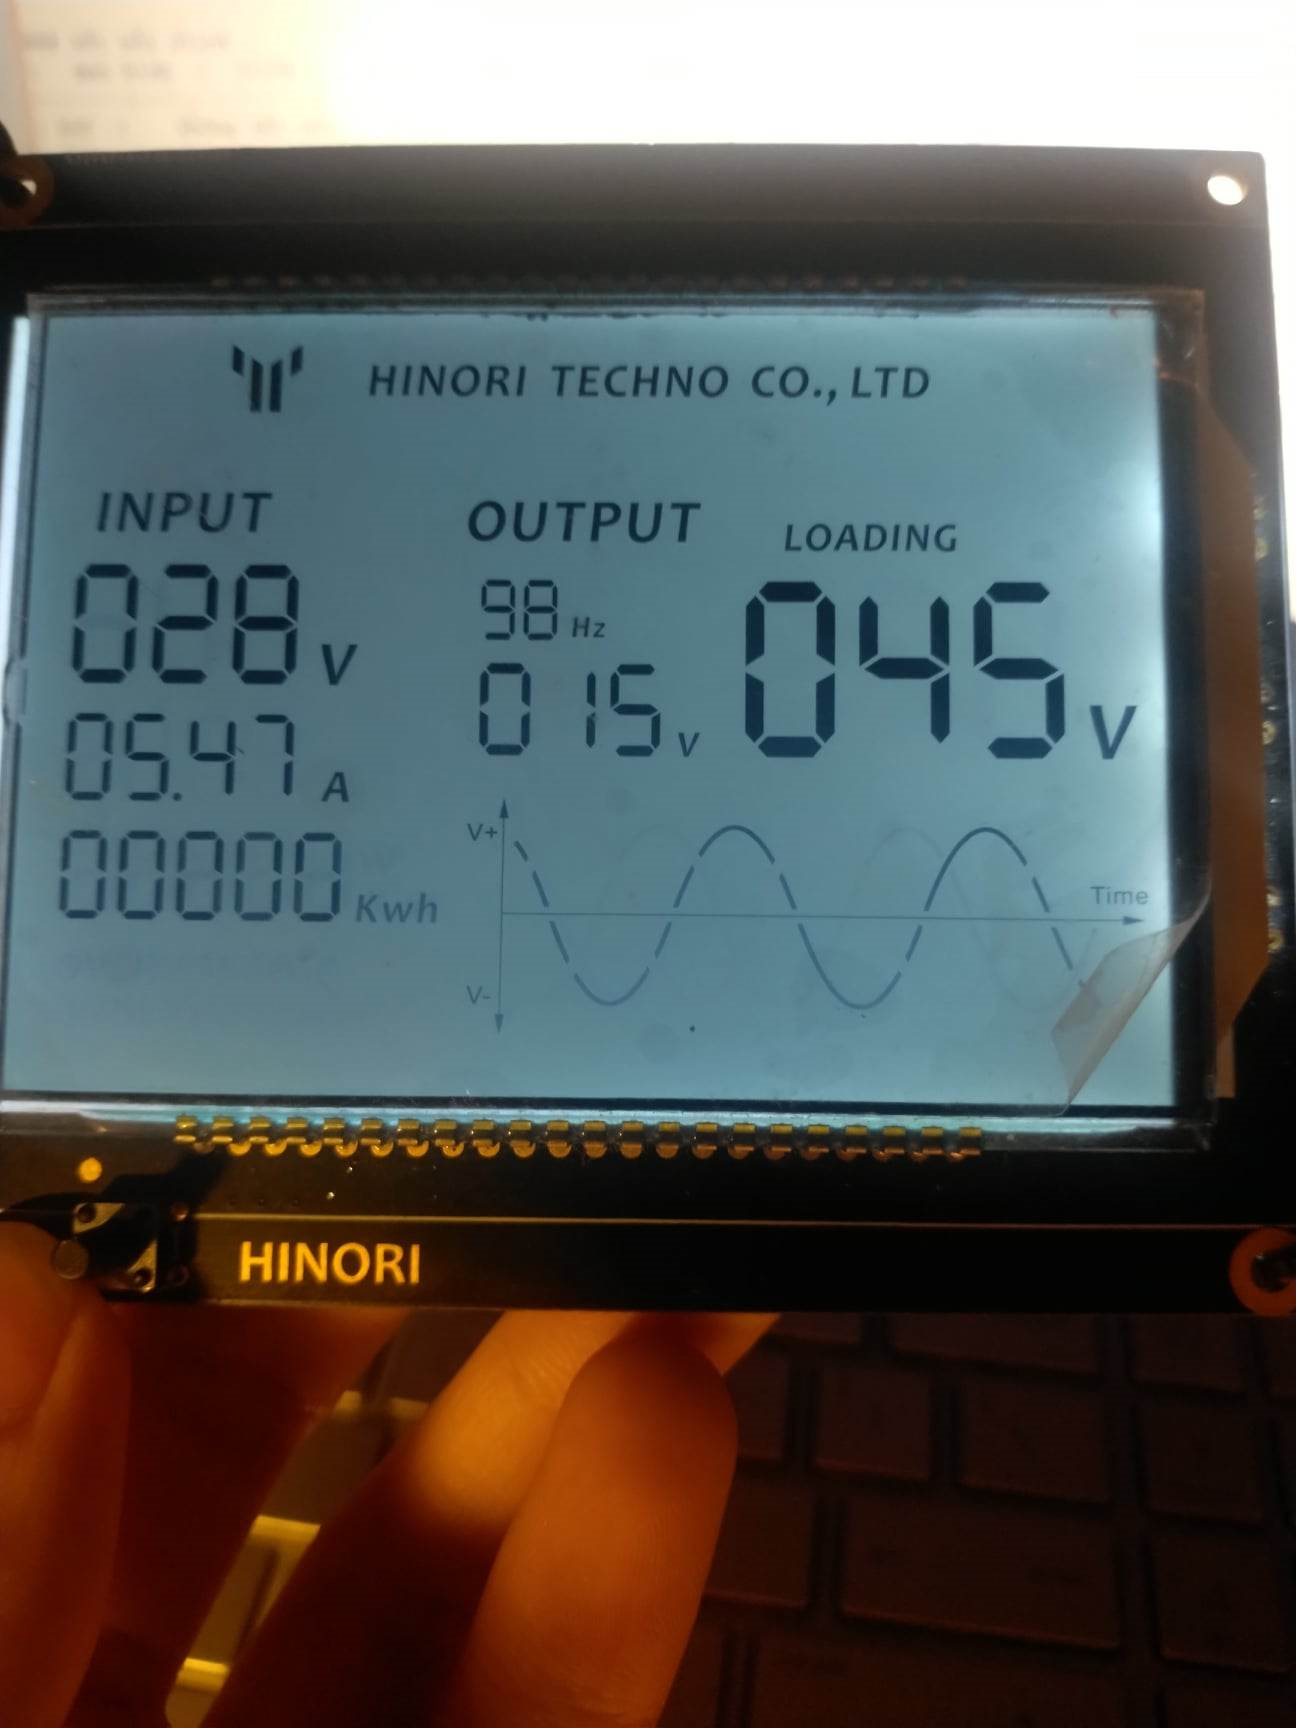 HINORI TECHNO CO., LTD
INPUT
028 V
05.47 A
00000 Kwh
OUTPUT
98 Hz
015 V
LOADING
045 V
V+
Time
V-
HINORI